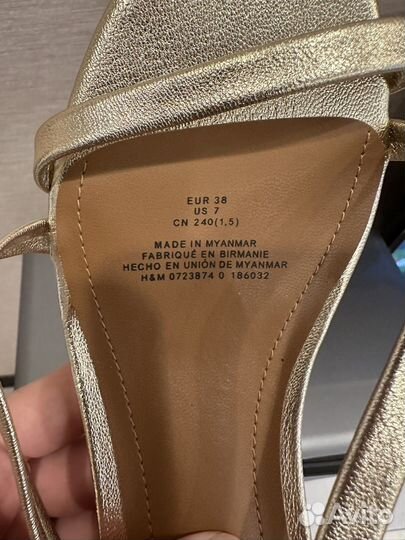 EUR 38
US 7
CN 240(1,5)
MADE IN MYANMAR
FABRIQUÉ EN BIRMANIE
HECHO EN UNIÓN DE MYANMAR
H&M 0723874 0 186032
Avito